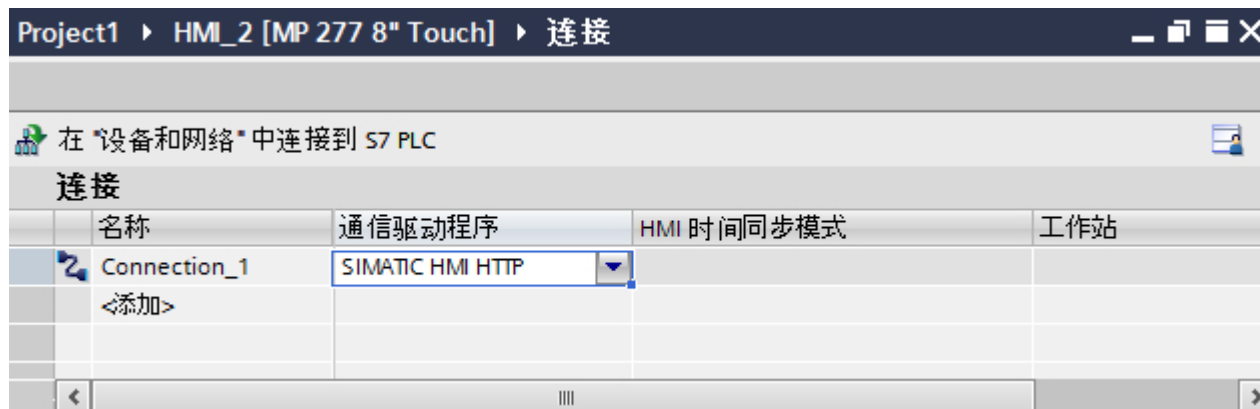 Project1 ▸ HMI_2 [MP 277 8" Touch] ▸ 连接
在 "设备和网络" 中连接到 S7 PLC
连接
名称 通信驱动程序 HMI 时间同步模式 工作站
Connection_1 SIMATIC HMI HTTP
<添加>